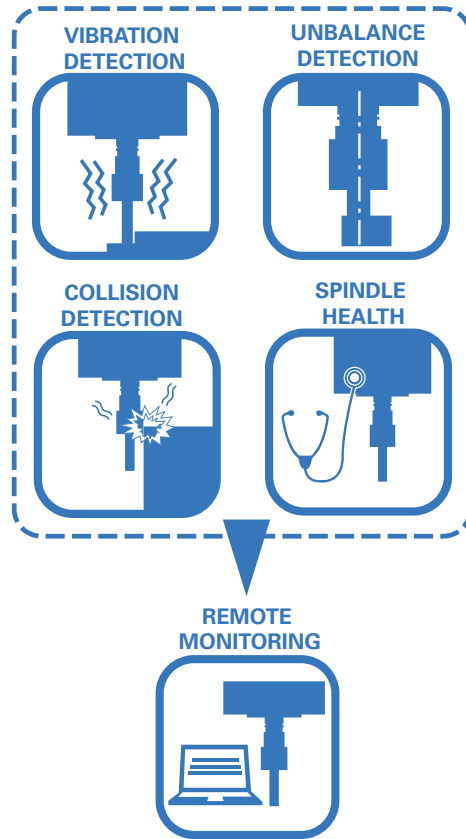 VIBRATION
DETECTION
UNBALANCE
DETECTION
COLLISION
DETECTION
SPINDLE
HEALTH
REMOTE
MONITORING